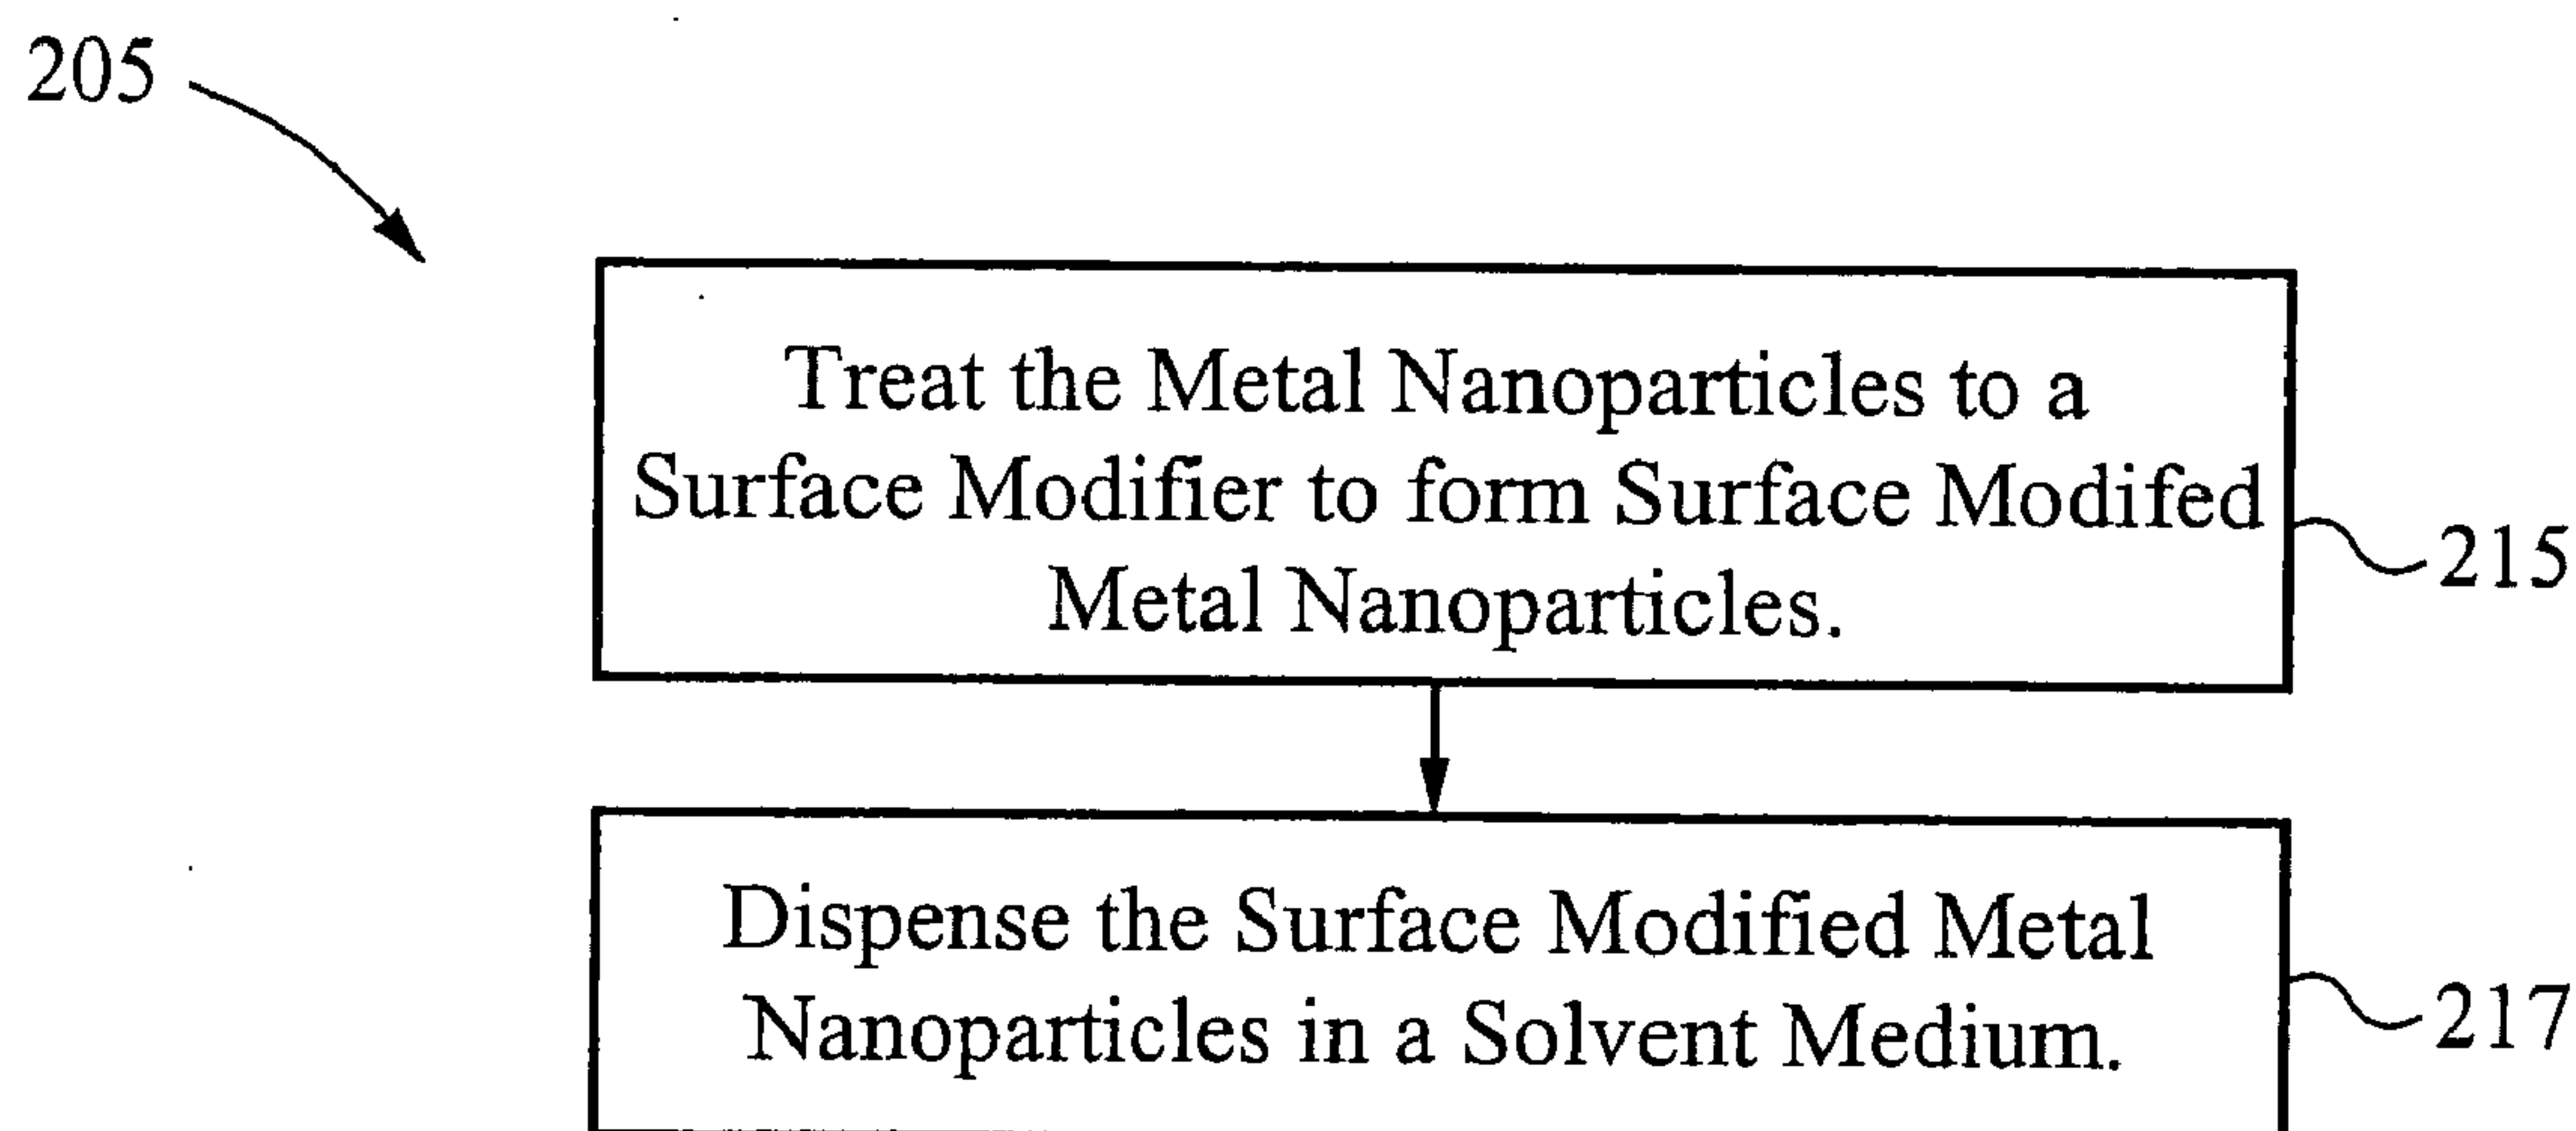 205
Treat the Metal Nanoparticles to a
Surface Modifier to form Surface Modifed
Metal Nanoparticles.
215
Dispense the Surface Modified Metal
Nanoparticles in a Solvent Medium.
217